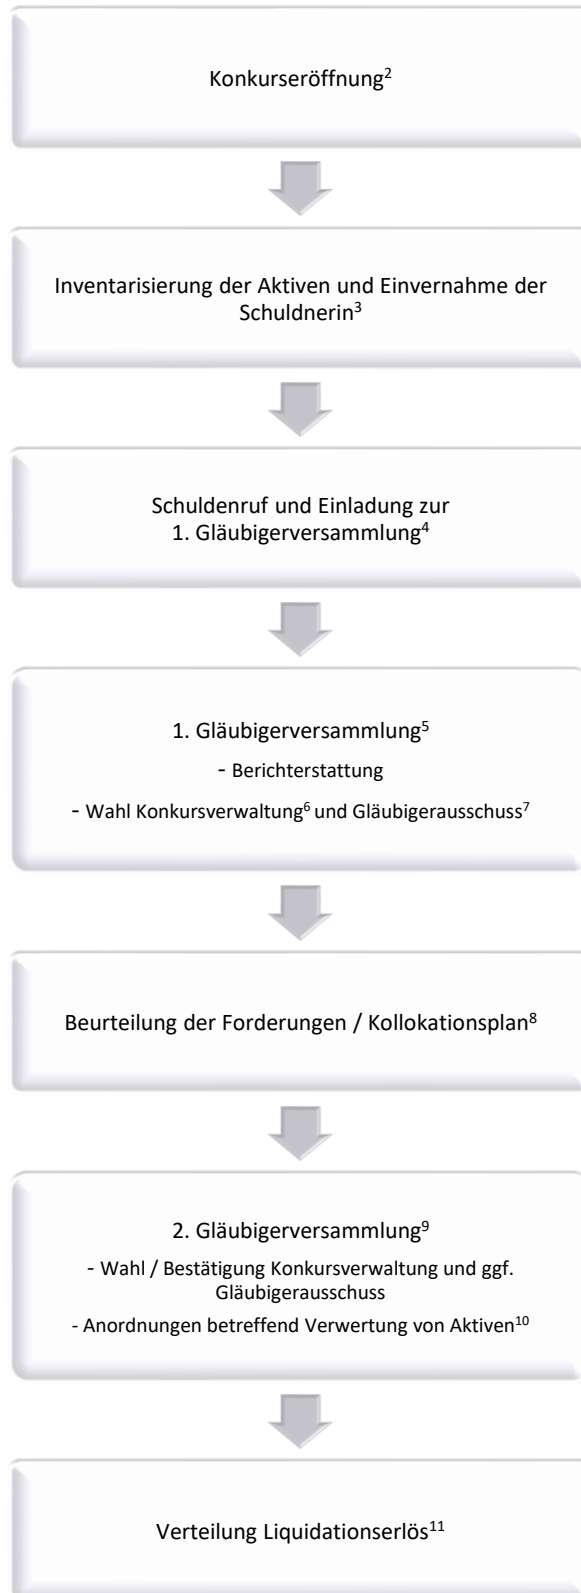 Konkurseröffnung²
Inventarisierung der Aktiven und Einvernahme der
Schuldnerin³
Schuldenruf und Einladung zur
1. Gläubigerversammlung⁴
1. Gläubigerversammlung⁵
- Berichterstattung
- Wahl Konkursverwaltung⁶ und Gläubigerausschuss⁷
Beurteilung der Forderungen / Kollokationsplan⁸
2. Gläubigerversammlung⁹
- Wahl / Bestätigung Konkursverwaltung und ggf.
Gläubigerausschuss
- Anordnungen betreffend Verwertung von Aktiven¹⁰
Verteilung Liquidationserlös¹¹